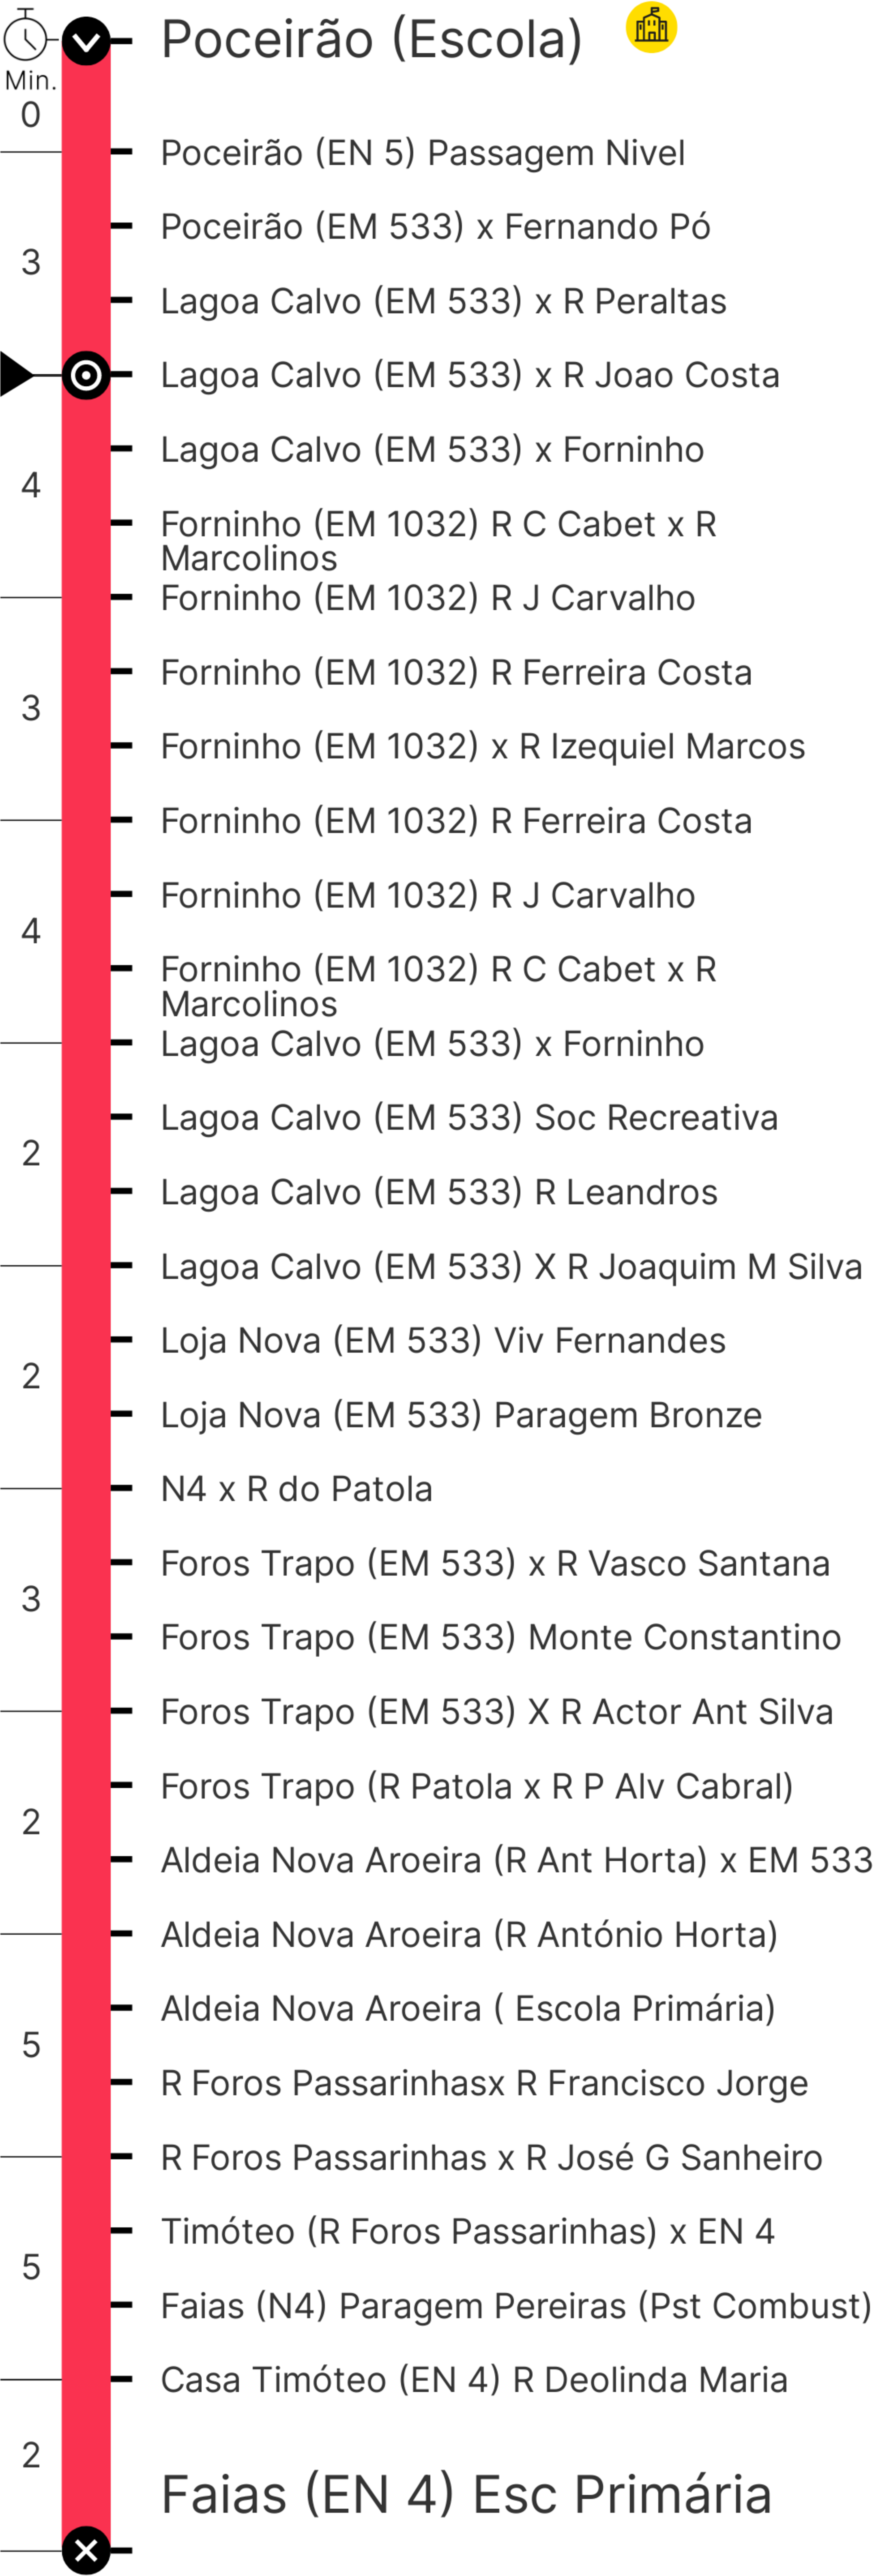 Poceirão (Escola)
Min.
0
Poceirão (EN 5) Passagem Nivel
Poceirão (EM 533) x Fernando Pó
3
Lagoa Calvo (EM 533) x R Peraltas
Lagoa Calvo (EM 533) x R Joao Costa
Lagoa Calvo (EM 533) x Forninho
4
Forninho (EM 1032) R C Cabet x R
Marcolinos
Forninho (EM 1032) R J Carvalho
Forninho (EM 1032) R Ferreira Costa
3
Forninho (EM 1032) x R Izequiel Marcos
Forninho (EM 1032) R Ferreira Costa
Forninho (EM 1032) R J Carvalho
4
Forninho (EM 1032) R C Cabet x R
Marcolinos
Lagoa Calvo (EM 533) x Forninho
Lagoa Calvo (EM 533) Soc Recreativa
2
Lagoa Calvo (EM 533) R Leandros
Lagoa Calvo (EM 533) X R Joaquim M Silva
Loja Nova (EM 533) Viv Fernandes
2
Loja Nova (EM 533) Paragem Bronze
N4 x R do Patola
Foros Trapo (EM 533) x R Vasco Santana
3
Foros Trapo (EM 533) Monte Constantino
Foros Trapo (EM 533) X R Actor Ant Silva
Foros Trapo (R Patola x R P Alv Cabral)
2
Aldeia Nova Aroeira (R Ant Horta) x EM 533
Aldeia Nova Aroeira (R António Horta)
Aldeia Nova Aroeira ( Escola Primária)
5
R Foros Passarinhasx R Francisco Jorge
R Foros Passarinhas x R José G Sanheiro
Timóteo (R Foros Passarinhas) x EN 4
5
Faias (N4) Paragem Pereiras (Pst Combust)
Casa Timóteo (EN 4) R Deolinda Maria
2
Faias (EN 4) Esc Primária